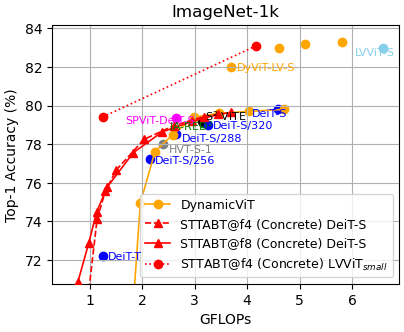 ImageNet-1k
84
82
80
78
76
74
72
Top-1 Accuracy (%)
LVViT-S
DyViT-LV-S
SPViT-DeiT-S
S²ViTE
DeiT-S
DeiT-S/320
DeiT-S/288
HVT-S-1
DeiT-S/256
DeiT-T
DynamicViT
STTABT@f4 (Concrete) DeiT-S
STTABT@f8 (Concrete) DeiT-S
STTABT@f4 (Concrete) LVViT_small
1 2 3 4 5 6
GFLOPs